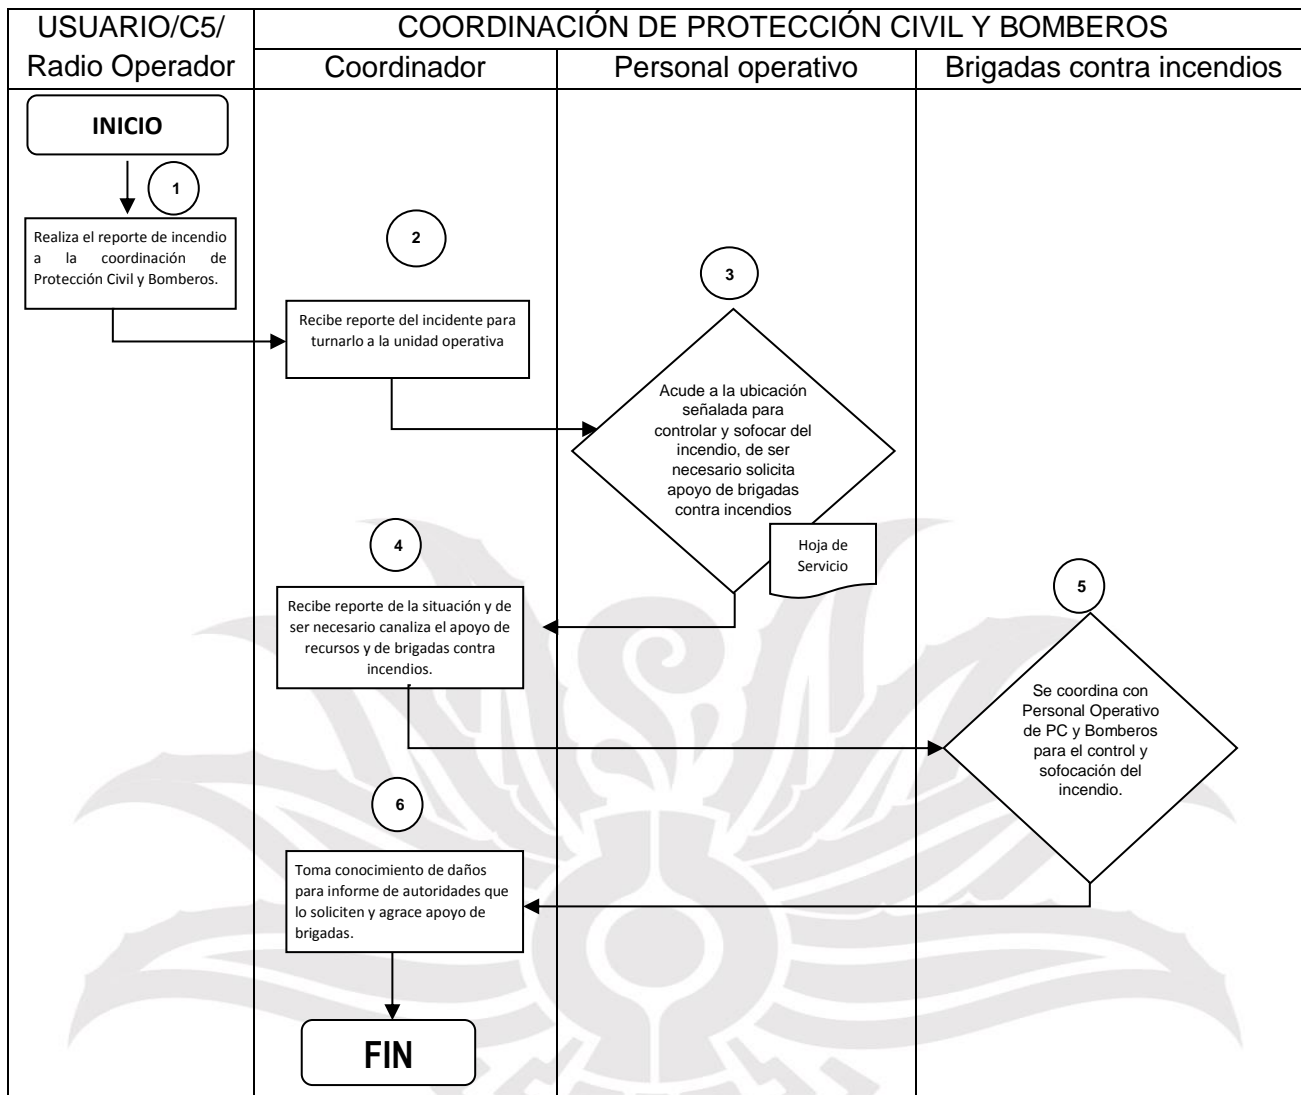 USUARIO/C5/
Radio Operador
COORDINACIÓN DE PROTECCIÓN CIVIL Y BOMBEROS
Coordinador
Personal operativo
Brigadas contra incendios
INICIO
1
Realiza el reporte de incendio
a la coordinación de
Protección Civil y Bomberos.
2
Recibe reporte del incidente para
turnarlo a la unidad operativa
3
Acude a la ubicación
señalada para
controlar y sofocar del
incendio, de ser
necesario solicita
apoyo de brigadas
contra incendios
Hoja de
Servicio
4
Recibe reporte de la situación y de
ser necesario canaliza el apoyo de
recursos y de brigadas contra
incendios.
5
Se coordina con
Personal Operativo
de PC y Bomberos
para el control y
sofocación del
incendio.
6
Toma conocimiento de daños
para informe de autoridades que
lo soliciten y agrace apoyo de
brigadas.
FIN